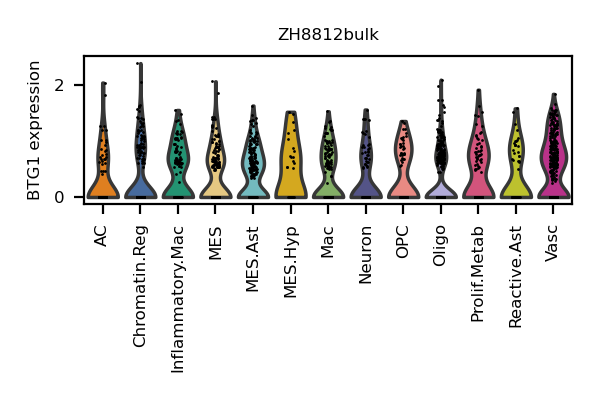 ZH8812bulk
BTG1 expression
2
0
AC
Chromatin.Reg
Inflammatory.Mac
MES
MES.Ast
MES.Hyp
Mac
Neuron
OPC
Oligo
Prolif.Metab
Reactive.Ast
Vasc